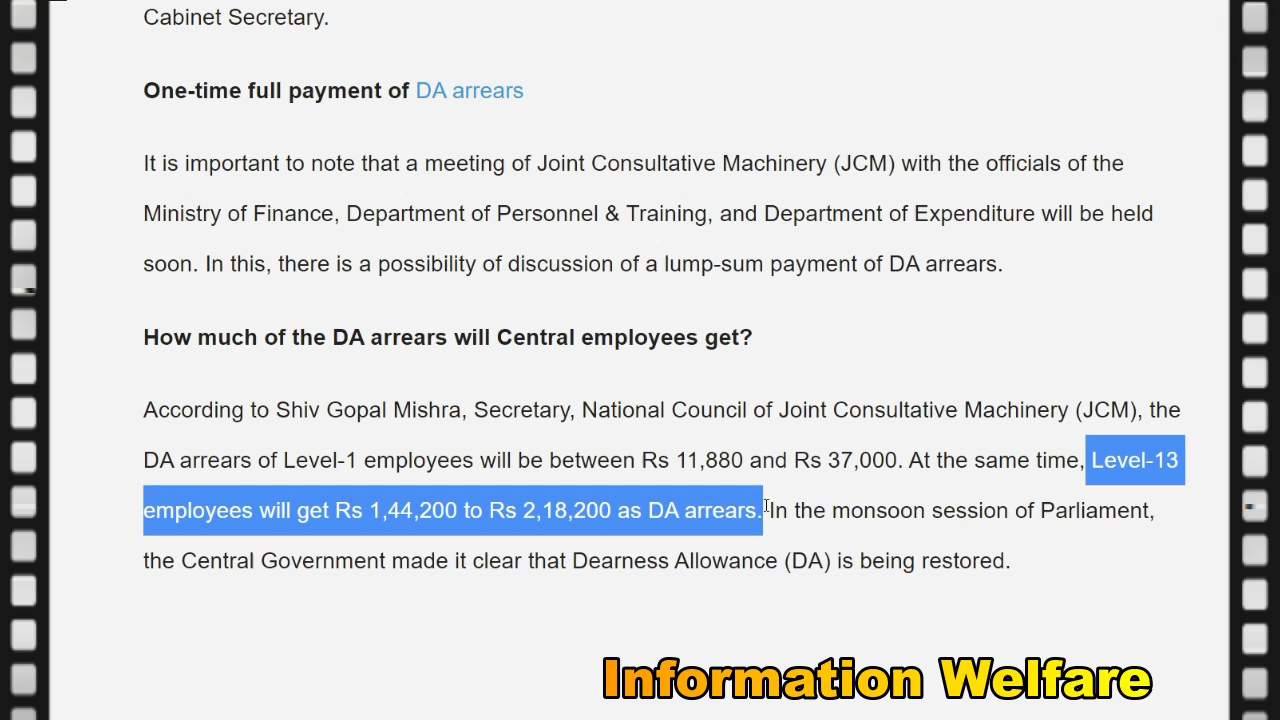 Cabinet Secretary.
One-time full payment of DA arrears
It is important to note that a meeting of Joint Consultative Machinery (JCM) with the officials of the
Ministry of Finance, Department of Personnel & Training, and Department of Expenditure will be held
soon. In this, there is a possibility of discussion of a lump-sum payment of DA arrears.
How much of the DA arrears will Central employees get?
According to Shiv Gopal Mishra, Secretary, National Council of Joint Consultative Machinery (JCM), the
DA arrears of Level-1 employees will be between Rs 11,880 and Rs 37,000. At the same time, Level-13
employees will get Rs 1,44,200 to Rs 2,18,200 as DA arrears. In the monsoon session of Parliament,
the Central Government made it clear that Dearness Allowance (DA) is being restored.
Information Welfare